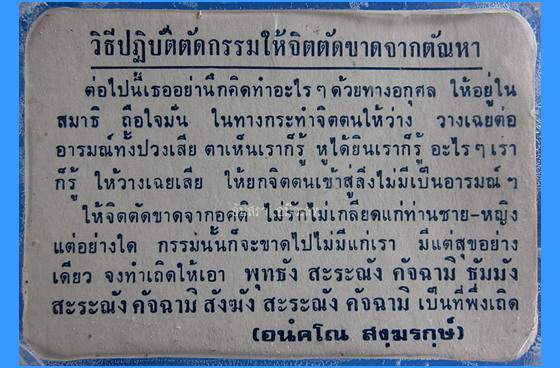 วิธีปฏิบัติตัดกรรมให้จิตตัดขาดจากตัณหา
ต่อไปนี้เธออย่านึกคิดทำอะไรๆ ด้วยทางอกุศล ให้อยู่ใน
สมาธิ ถือใจมั่น ในทางกระทำจิตตนให้ว่าง วางเฉยต่อ
อารมณ์ทั้งปวงเสีย ตาเห็นเราก็รู้ หูได้ยินเราก็รู้ อะไรๆ เรา
ก็รู้ ให้วางเฉยเสีย ให้ยกจิตตนเข้าสู่ลึงไม่มีเป็นอารมณ์ ฯ
ให้จิตตัดขาดจากอดีต ไม่รักไม่เกลียดแก่ท่านชาย-หญิง
แต่อย่างใด กรรมนั้นก็จะขาดไปไม่มีแก่เรา มีแต่สุขอย่าง
เดียว จงทำเถิดให้เอา พุทธัง สะระณัง คัจฉามิ ธัมมัง
สะระณัง คัจฉามิ สังฆัง สะระณัง คัจฉามิ เป็นที่พึ่งเถิด
(อนํคโณ สงฺฆรกฺษ์)